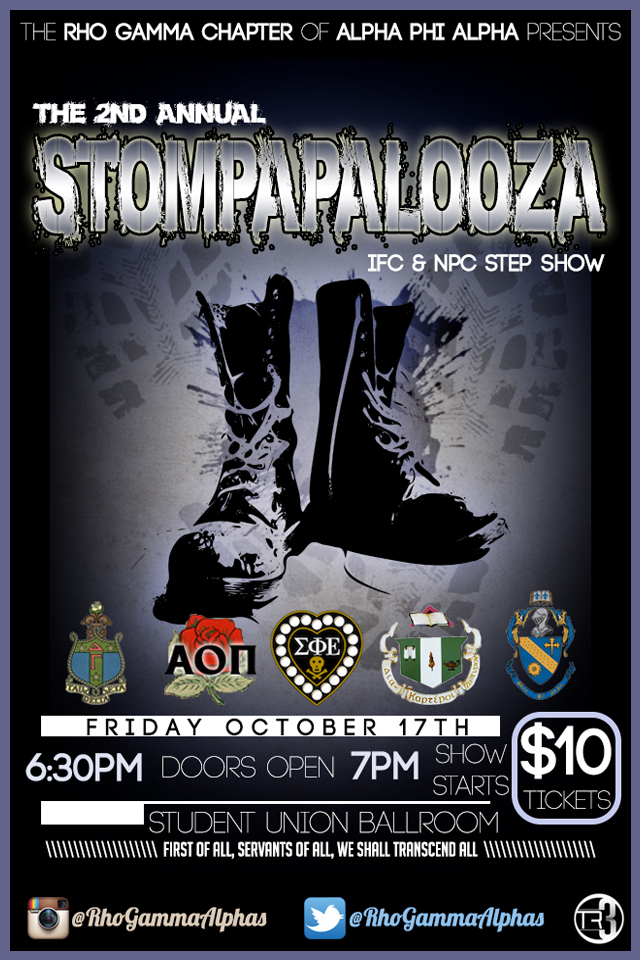 THE RHO GAMMA CHAPTER OF ALPHA PHI ALPHA PRESENTS
THE 2ND ANNUAL
STOMPAPALOOZA
IFC & NPC STEP SHOW
ΑΟΠ
ΣΦΕ
DELTA
Καρτεροί
FRIDAY OCTOBER 17TH
6:30PM DOORS OPEN 7PM SHOW STARTS
$10
TICKETS
STUDENT UNION BALLROOM
FIRST OF ALL, SERVANTS OF ALL, WE SHALL TRANSCEND ALL
@RhoGammaAlphas @RhoGammaAlphas